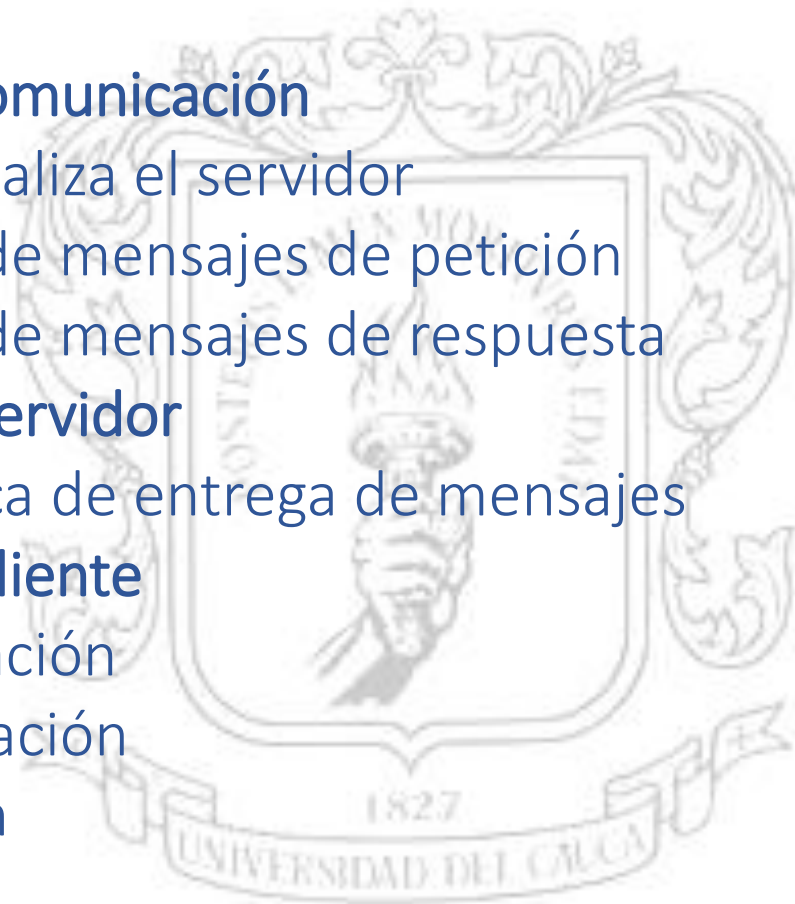 omunicación
aliza el servidor
de mensajes de petición
de mensajes de respuesta
ervidor
ca de entrega de mensajes
liente
ación
ación
1827
UNIVERSIDAD DEL CAUCA